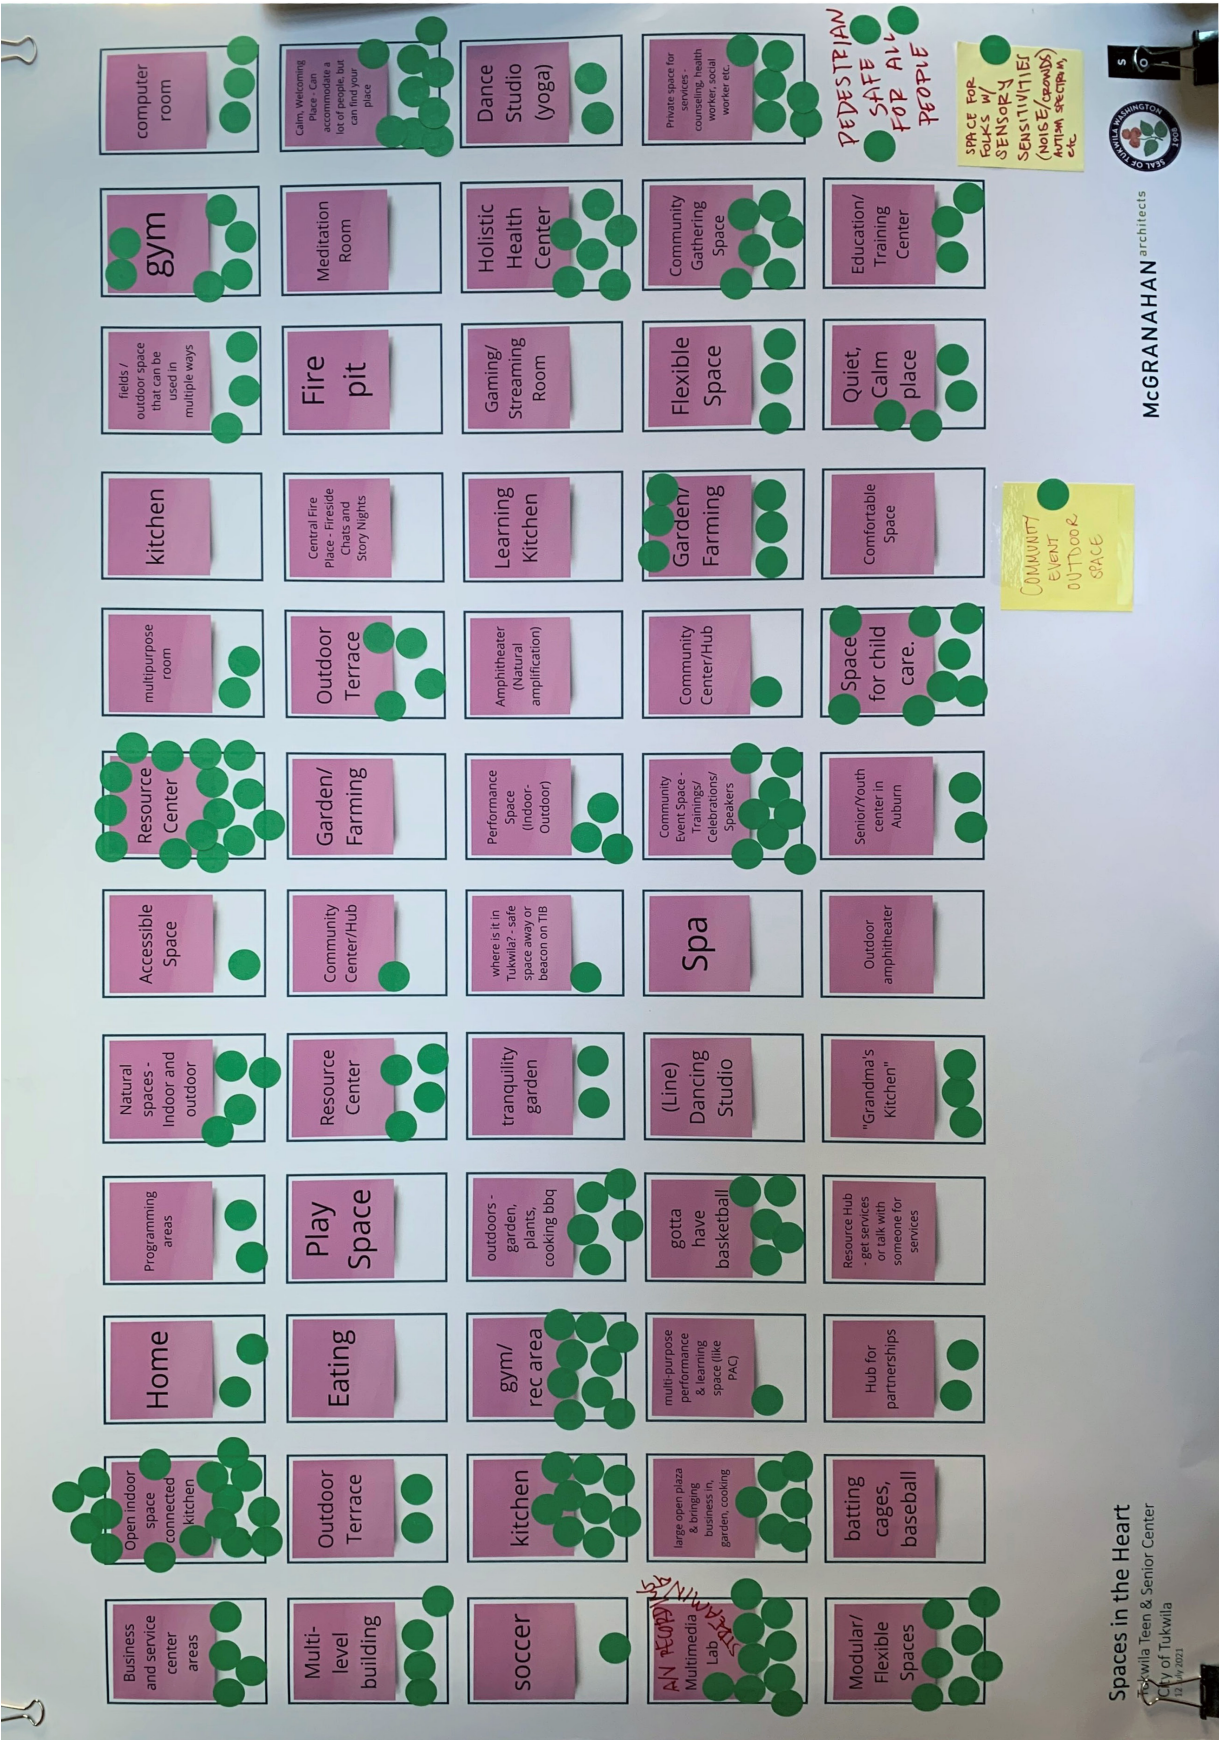 Business
and service
center
areas
Open indoor
space
connected
kitchen
Home
Programming
areas
Natural
spaces -
Indoor and
outdoor
Accessible
Space
Resource
Center
multipurpose
room
kitchen
fields /
outdoor space
that can be
used in
multiple ways
gym
computer
room
Multi-
level
building
Outdoor
Terrace
Eating
Play
Space
Resource
Center
Community
Center/Hub
Garden/
Farming
Outdoor
Terrace
Central Fire
Place - Fireside
Chats and
Story Nights
Fire
pit
Meditation
Room
Calm, Welcoming
Place - Can
accommodate a
lot of people, but
can find your
place
soccer
kitchen
gym/
rec area
outdoors -
garden,
plants,
cooking bbq
tranquility
garden
where is it in
Tukwila? - safe
space away or
beacon on TIB
Performance
Space
(Indoor-
Outdoor)
Amphitheater
(Natural
amplification)
Learning
Kitchen
Gaming/
Streaming
Room
Holistic
Health
Center
Dance
Studio
(yoga)
RECORDING
Multimedia
Lab
STREAMING
large open plaza
& bringing
business in,
garden, cooking
multi-purpose
performance
& learning
space (like
PAC)
gotta
have
basketball
(Line)
Dancing
Studio
Spa
Community
Event Space -
Trainings/
Celebrations/
Speakers
Community
Center/Hub
Garden/
Farming
Flexible
Space
Community
Gathering
Space
Private space for
services -
counseling, health
worker, social
worker etc.
Modular/
Flexible
Spaces
batting
cages,
baseball
Hub for
partnerships
Resource Hub
- get services
or talk with
someone for
services
"Grandma's
Kitchen"
Outdoor
amphitheater
Senior/Youth
center in
Auburn
Space
for child
care.
Comfortable
Space
Quiet,
Calm
place
Education/
Training
Center
PEDESTRIAN
SAFE
FOR ALL
PEOPLE
COMMUNITY
EVENT
OUTDOOR
SPACE
SPACE FOR
FOLKS W/
SENSORY
SENSITIVITIES
(NOISE/CROWDS)
AUTISM SPECTRUM,
etc
Spaces in the Heart
Tukwila Teen & Senior Center
City of Tukwila
12 July 2021
McGRANAHAN architects
SEAL OF TUKWILA WASHINGTON
1908